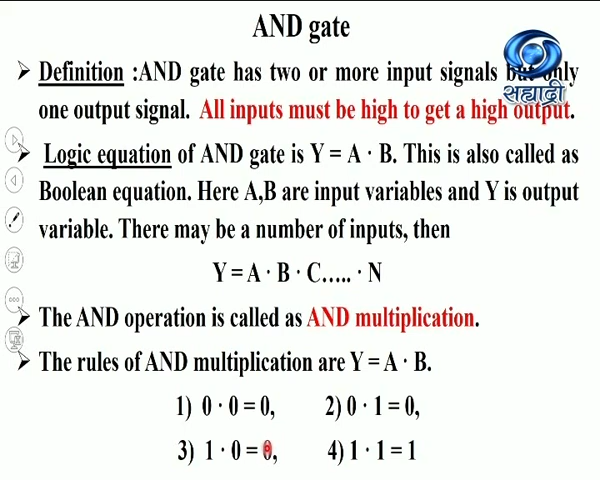 AND gate
सह्याद्री
➤ Definition :AND gate has two or more input signals but only
one output signal. All inputs must be high to get a high output.
➤ Logic equation of AND gate is Y = A · B. This is also called as
Boolean equation. Here A,B are input variables and Y is output
variable. There may be a number of inputs, then
Y = A · B · C….. · N
➤ The AND operation is called as AND multiplication.
➤ The rules of AND multiplication are Y = A · B.
1) 0 · 0 = 0, 2) 0 · 1 = 0,
3) 1 · 0 = 0, 4) 1 · 1 = 1